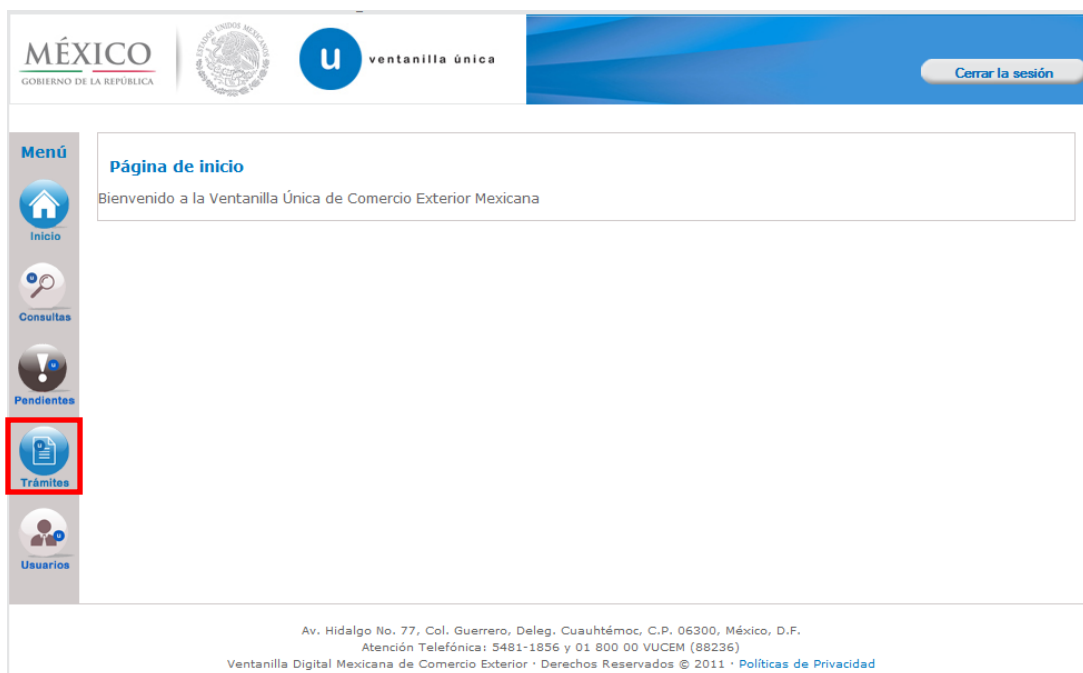 MÉXICO
GOBIERNO DE LA REPÚBLICA
ESTADOS UNIDOS MEXICANOS
u
ventanilla única
Cerrar la sesión
Menú
Página de inicio
Bienvenido a la Ventanilla Única de Comercio Exterior Mexicana
Inicio
Consultas
Pendientes
Trámites
Usuarios
Av. Hidalgo No. 77, Col. Guerrero, Deleg. Cuauhtémoc, C.P. 06300, México, D.F.
Atención Telefónica: 5481-1856 y 01 800 00 VUCEM (88236)
Ventanilla Digital Mexicana de Comercio Exterior · Derechos Reservados © 2011 · Políticas de Privacidad